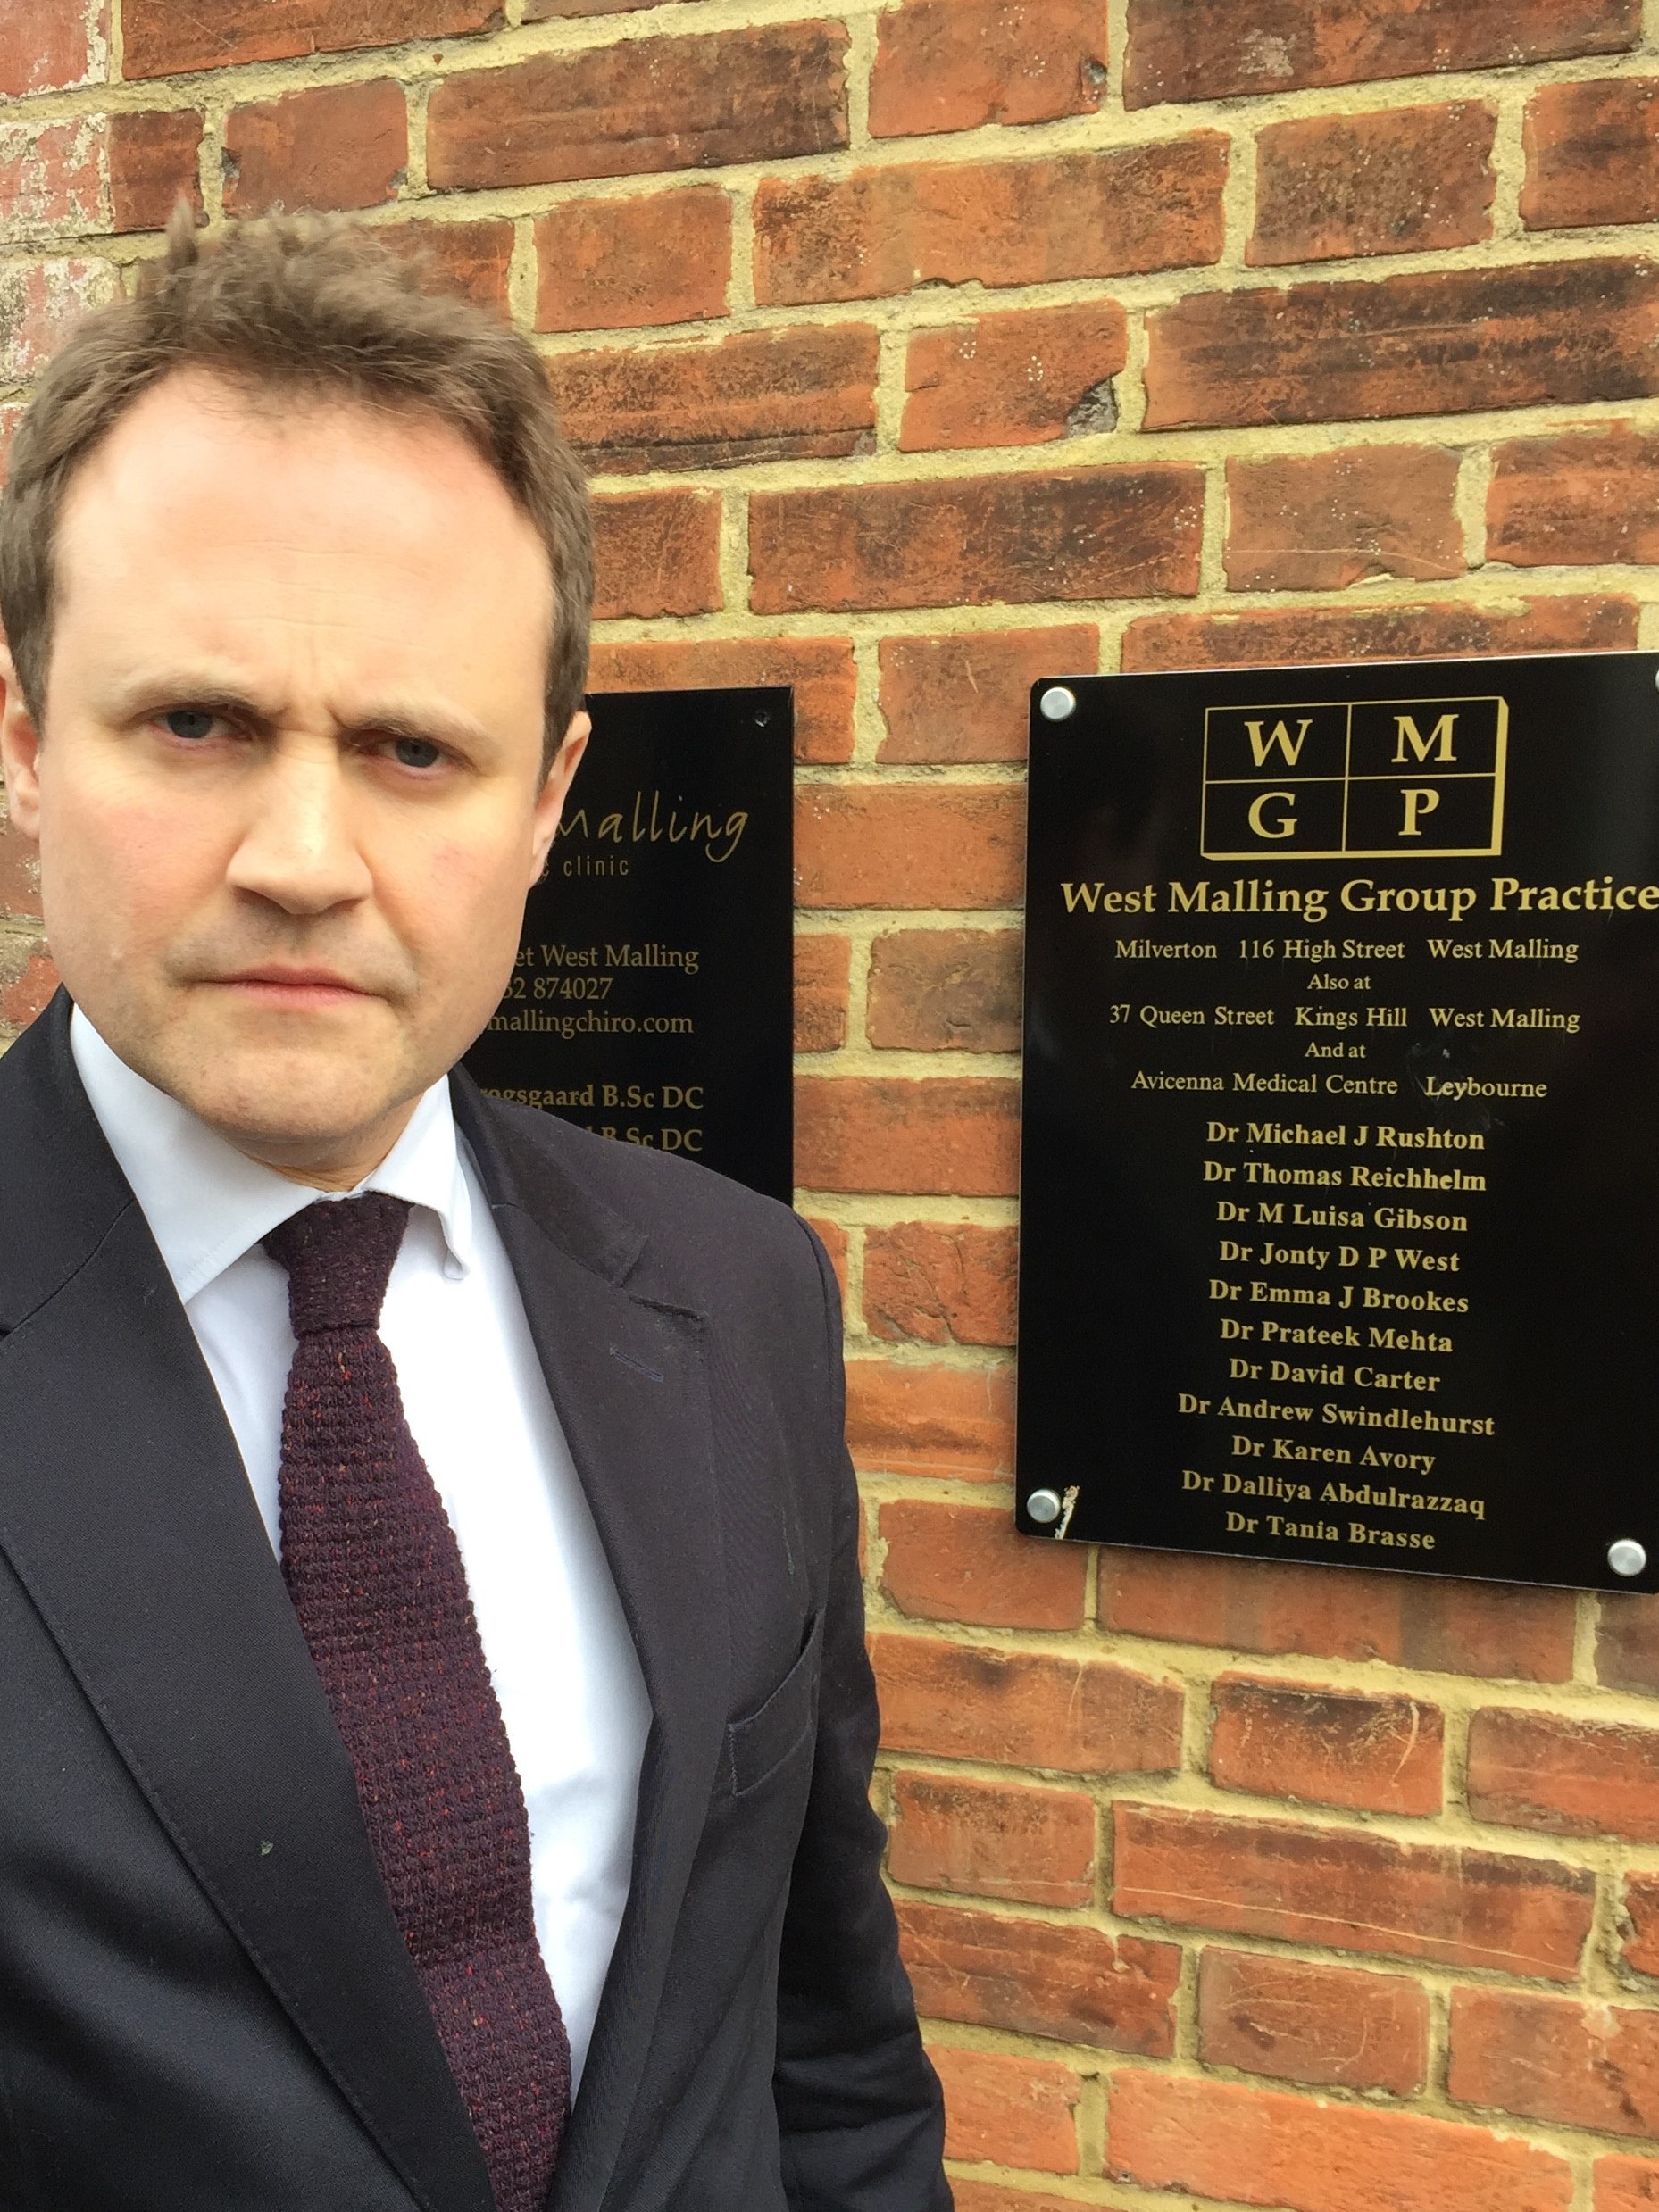 Malling
clinic
et West Malling
874027
mallingchiro.com
B.Sc DC
B.Sc DC
W M
G P
West Malling Group Practice
Milverton 116 High Street West Malling
Also at
37 Queen Street Kings Hill West Malling
And at
Avicenna Medical Centre Leybourne
Dr Michael J Rushton
Dr Thomas Reichhelm
Dr M Luisa Gibson
Dr Jonty D P West
Dr Emma J Brookes
Dr Prateek Mehta
Dr David Carter
Dr Andrew Swindlehurst
Dr Karen Avory
Dr Dalliya Abdulrazzaq
Dr Tania Brasse